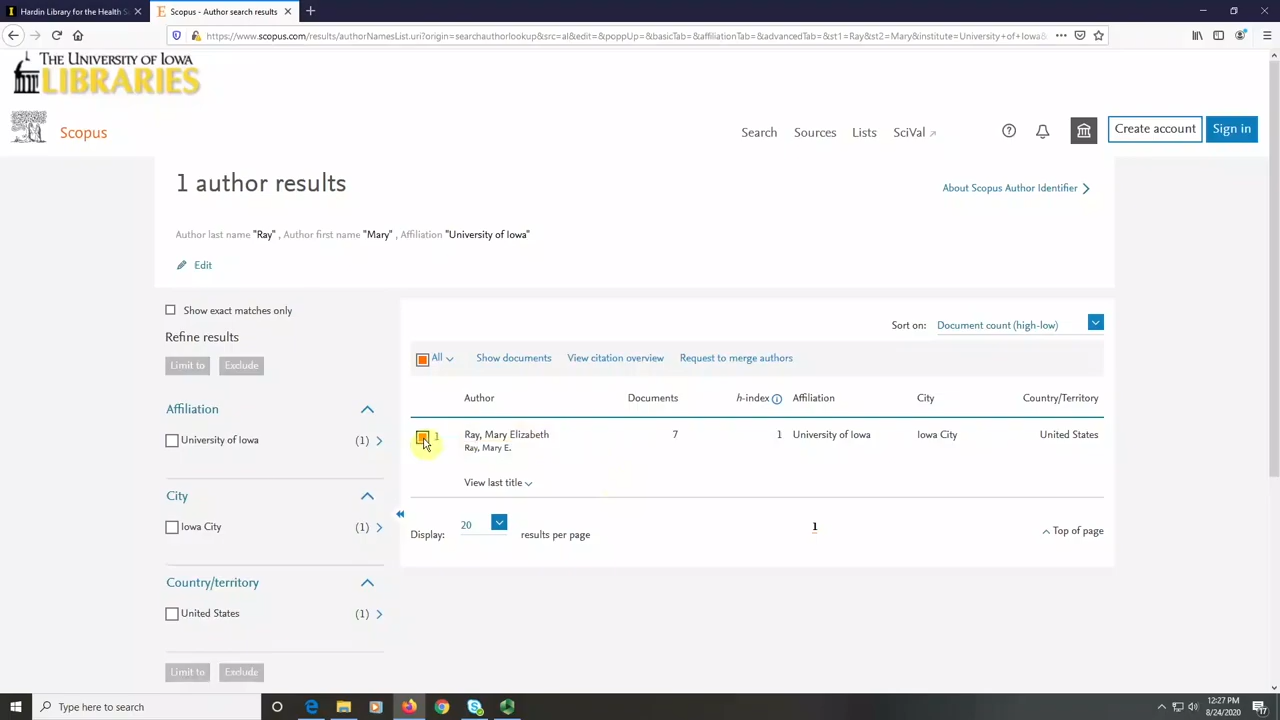 Hardin Library for the Health S
Scopus - Author search results
https://www.scopus.com/results/authorNamesList.uri?origin=searchauthorlookup&src=al&edit=&poppUp=&basicTab=&affiliationTab=&advancedTab=&st1=Ray&st2=Mary&institute=University+of+Iowa&
THE UNIVERSITY OF IOWA
LIBRARIES
Scopus
Search
Sources
Lists
SciVal
Create account
Sign in
1 author results
About Scopus Author Identifier
Author last name "Ray" , Author first name "Mary" , Affiliation "University of Iowa"
Edit
Show exact matches only
Refine results
Limit to
Exclude
Affiliation
University of Iowa (1)
City
Iowa City (1)
Country/territory
United States (1)
Limit to
Exclude
Sort on: Document count (high-low)
All
Show documents
View citation overview
Request to merge authors
Author Documents h-index Affiliation City Country/Territory
1 Ray, Mary Elizabeth 7 1 University of Iowa Iowa City United States
Ray, Mary E.
View last title
Display: 20 results per page
1
Top of page
Type here to search
12:27 PM
8/24/2020
17